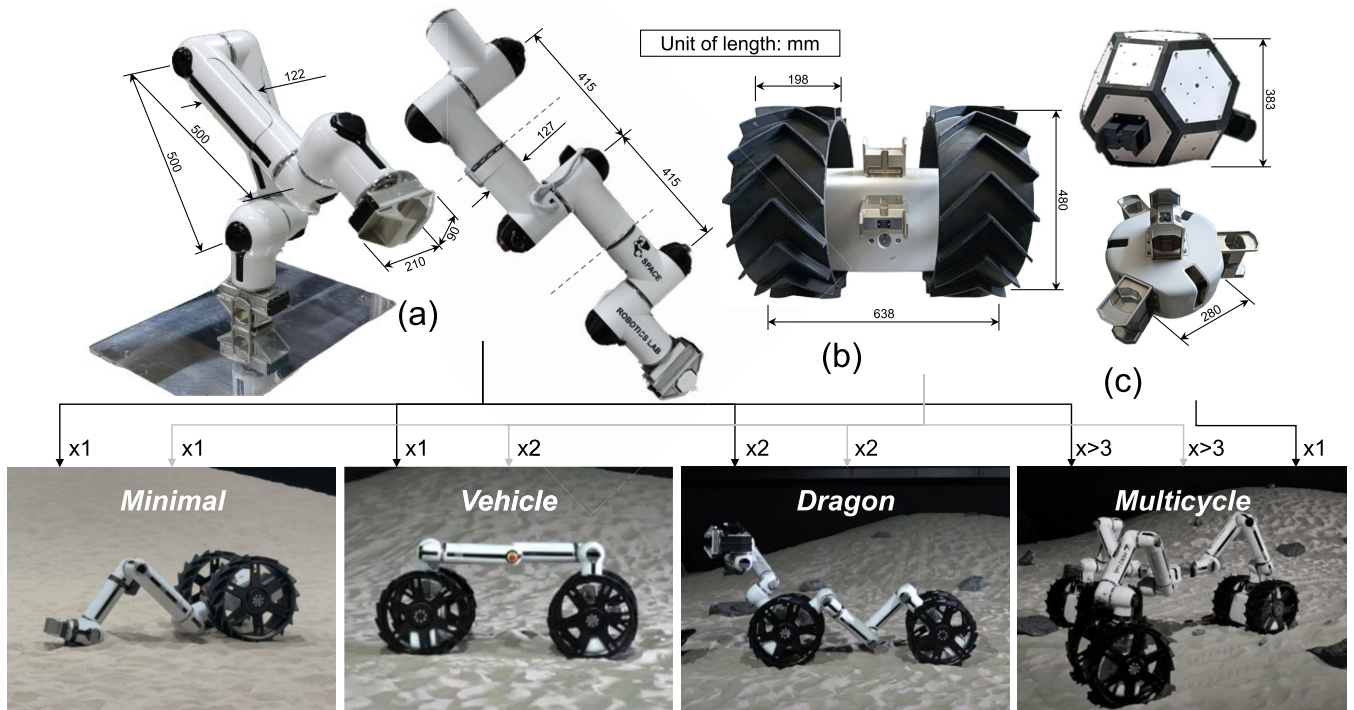 Unit of length: mm
122
500
500
90
210
415
127
415
SPACE
ROBOTICS LAB
198
480
638
383
280
(a)
(b)
(c)
x1
x1
x1
x2
x2
x2
x>3
x>3
x1
Minimal
Vehicle
Dragon
Multicycle